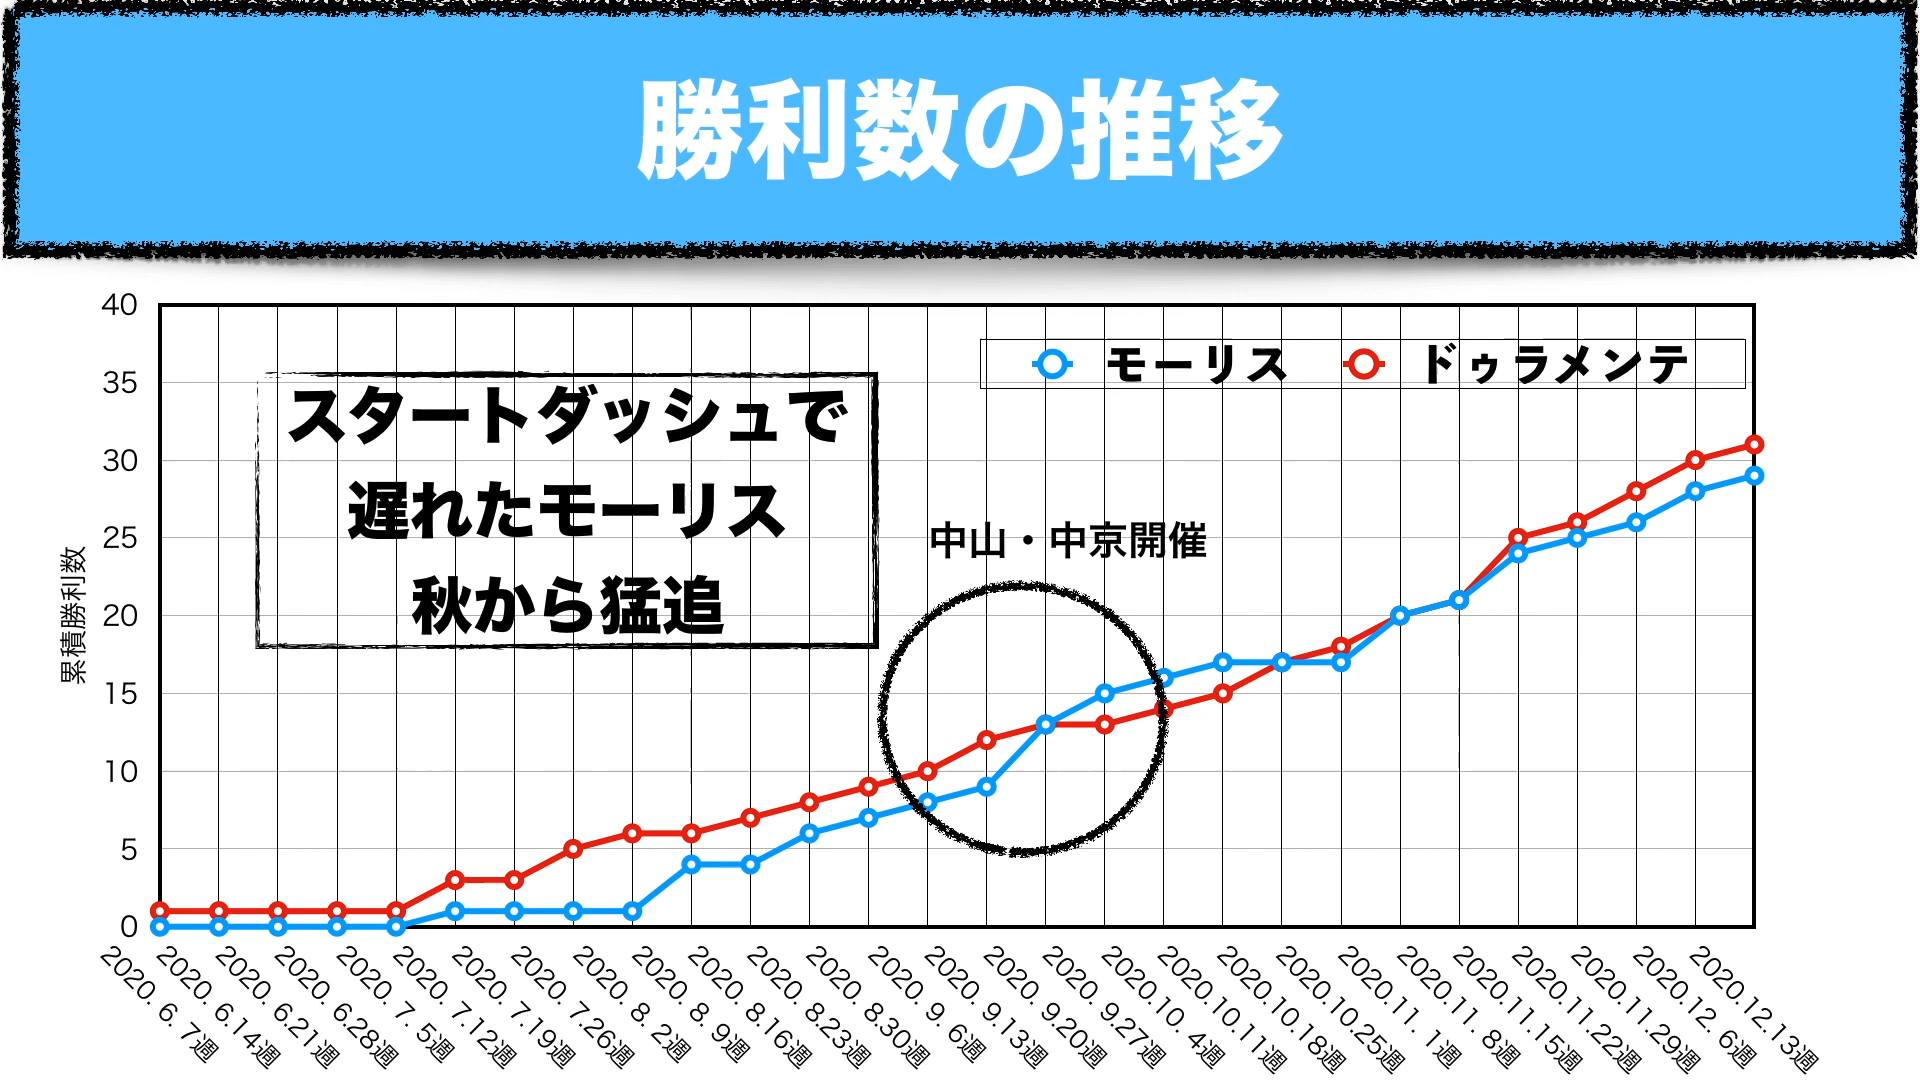 勝利数の推移
モーリス
ドゥラメンテ
スタートダッシュで
遅れたモーリス
秋から猛追
中山・中京開催
累積勝利数
40
35
30
25
20
15
10
5
0
2020. 6. 7週
2020. 6.14週
2020. 6.21週
2020. 6.28週
2020. 7. 5週
2020. 7.12週
2020. 7.19週
2020. 7.26週
2020. 8. 2週
2020. 8. 9週
2020. 8.16週
2020. 8.23週
2020. 8.30週
2020. 9. 6週
2020. 9.13週
2020. 9.20週
2020. 9.27週
2020.10. 4週
2020.10.11週
2020.10.18週
2020.10.25週
2020.11. 1週
2020.11. 8週
2020.11.15週
2020.11.22週
2020.11.29週
2020.12. 6週
2020.12.13週